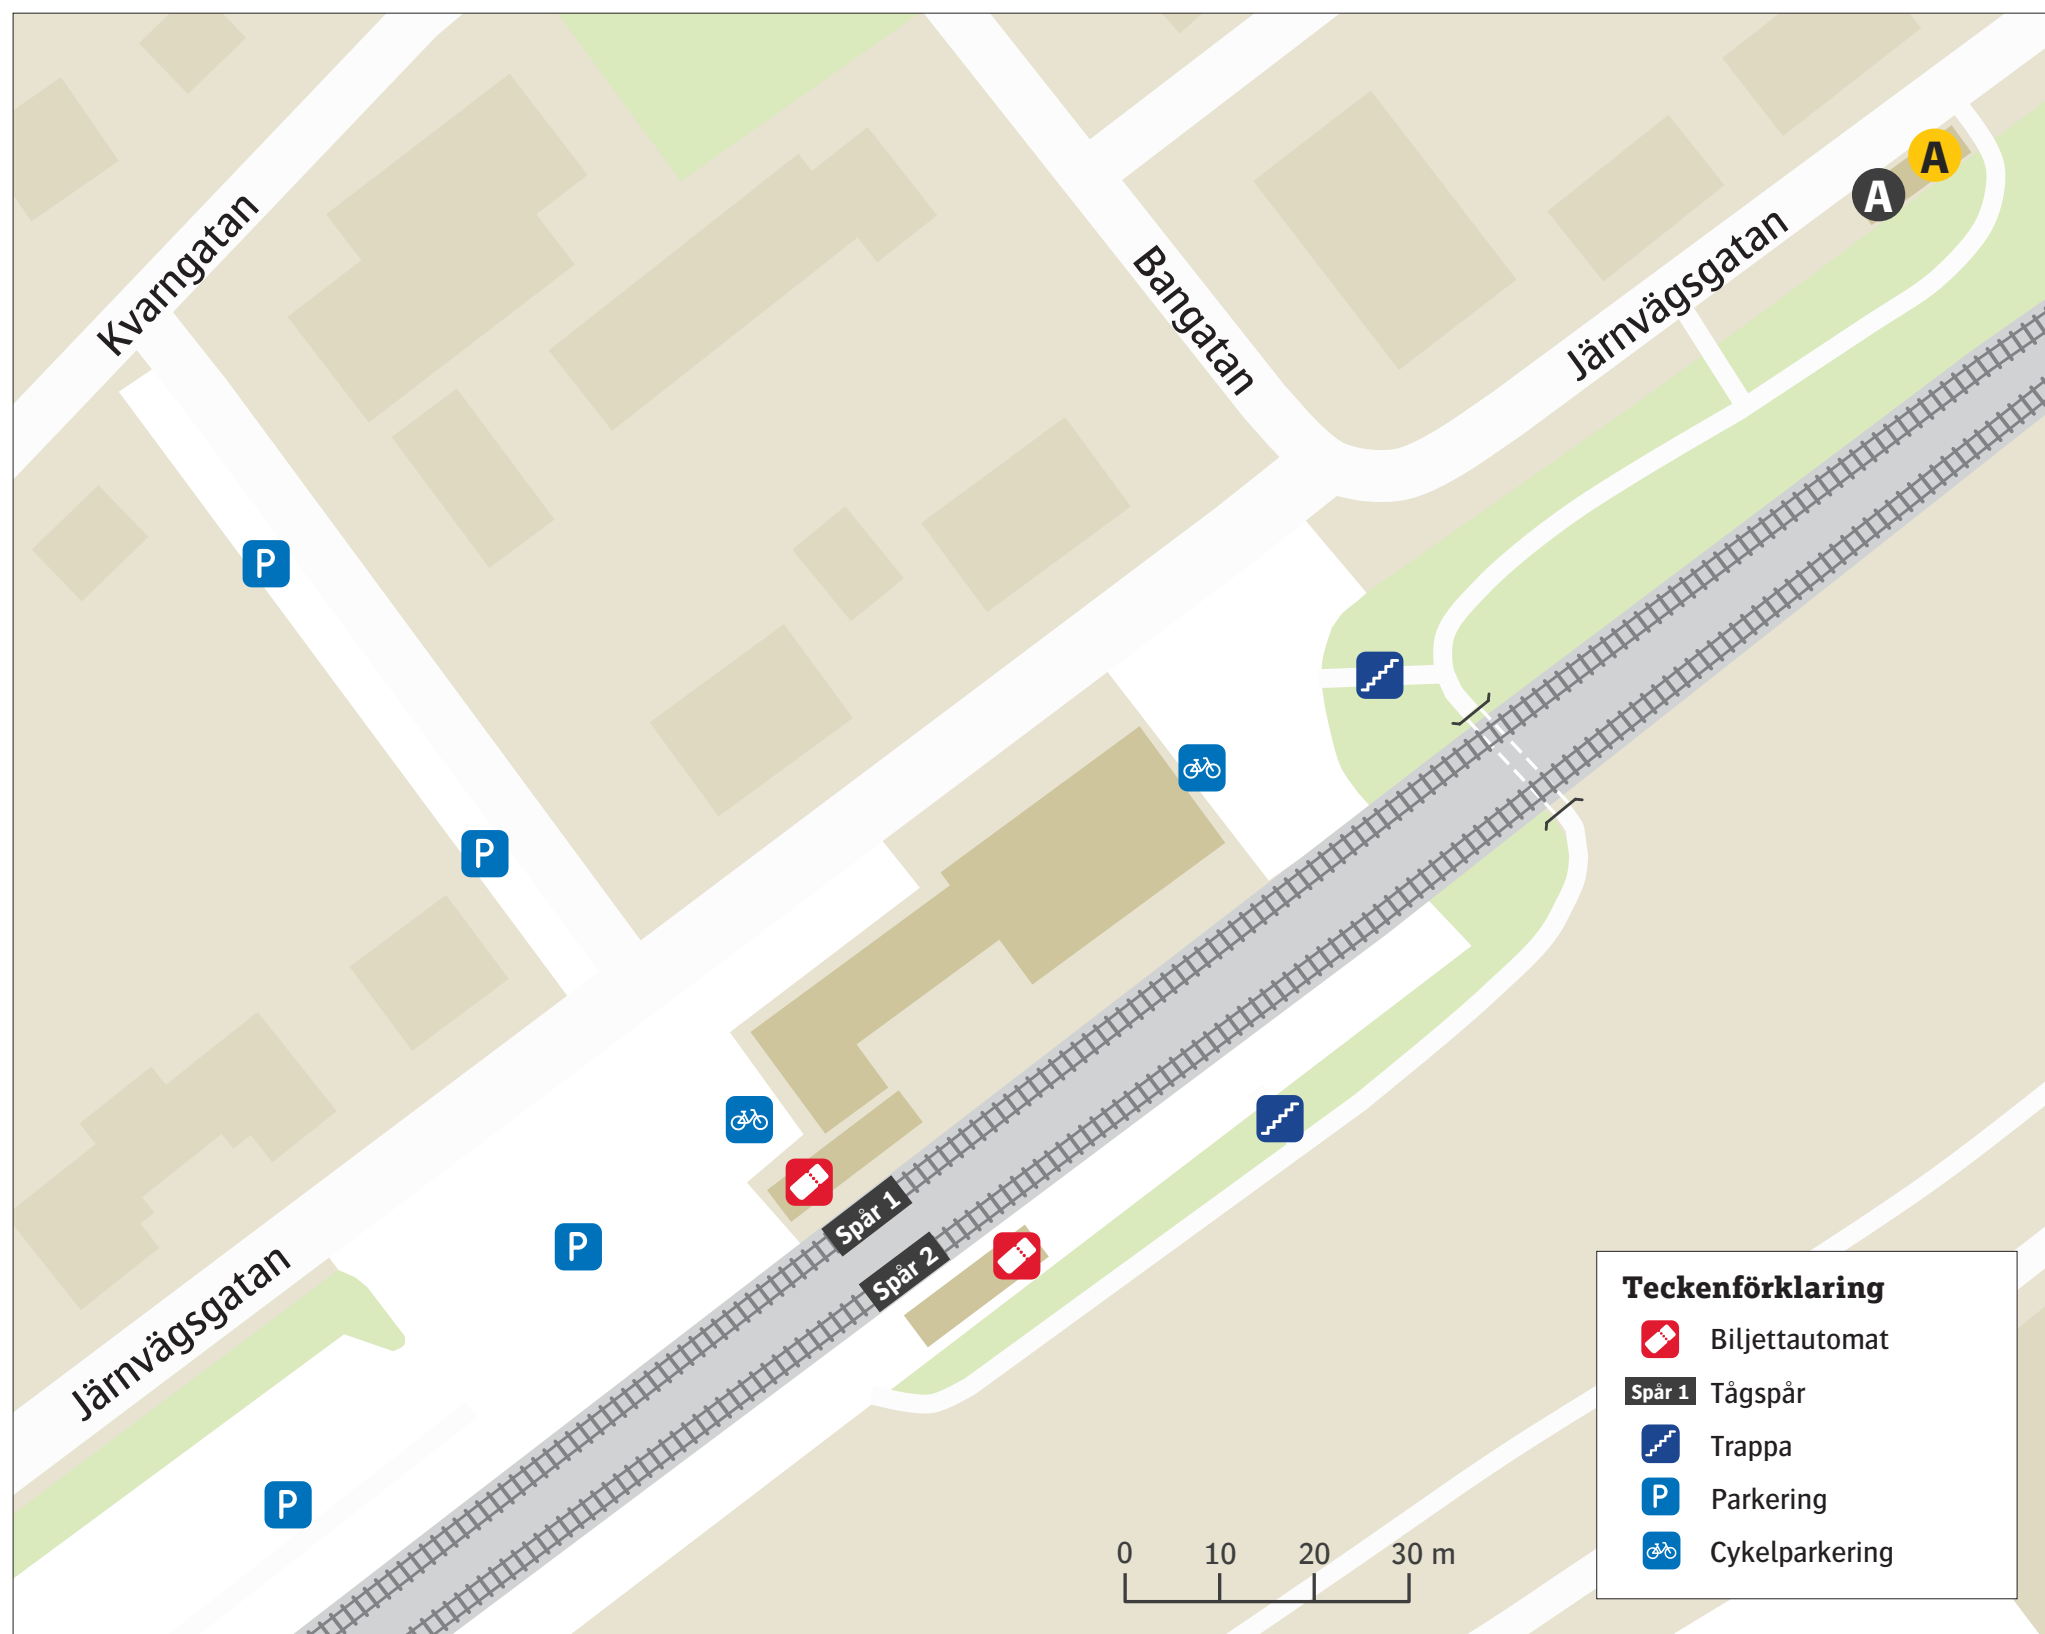 A
A
Kvarngatan
Bangatan
Järnvägsgatan
P
P
P
Spår 1
Spår 2
Järnvägsgatan
P
0 10 20 30 m
Teckenförklaring
Biljettautomat
Spår 1 Tågspår
Trappa
P Parkering
Cykelparkering